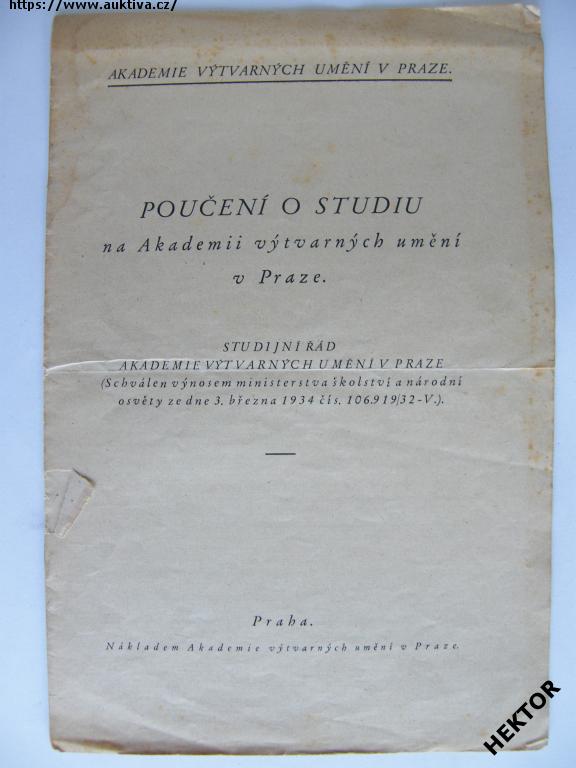 https://www.auktiva.cz/
AKADEMIE VÝTVARNÝCH UMĚNÍ V PRAZE.
POUČENÍ O STUDIU
na Akademii výtvarných umění
v Praze.
STUDIJNÍ ŘÁD
AKADEMIE VÝTVARNÝCH UMĚNÍ V PRAZE
(Schválen výnosem ministerstva školství a národní
osvěty ze dne 3. března 1934 čís. 106.919/32-V.).
Praha.
Nákladem Akademie výtvarných umění v Praze.
HEKTOR